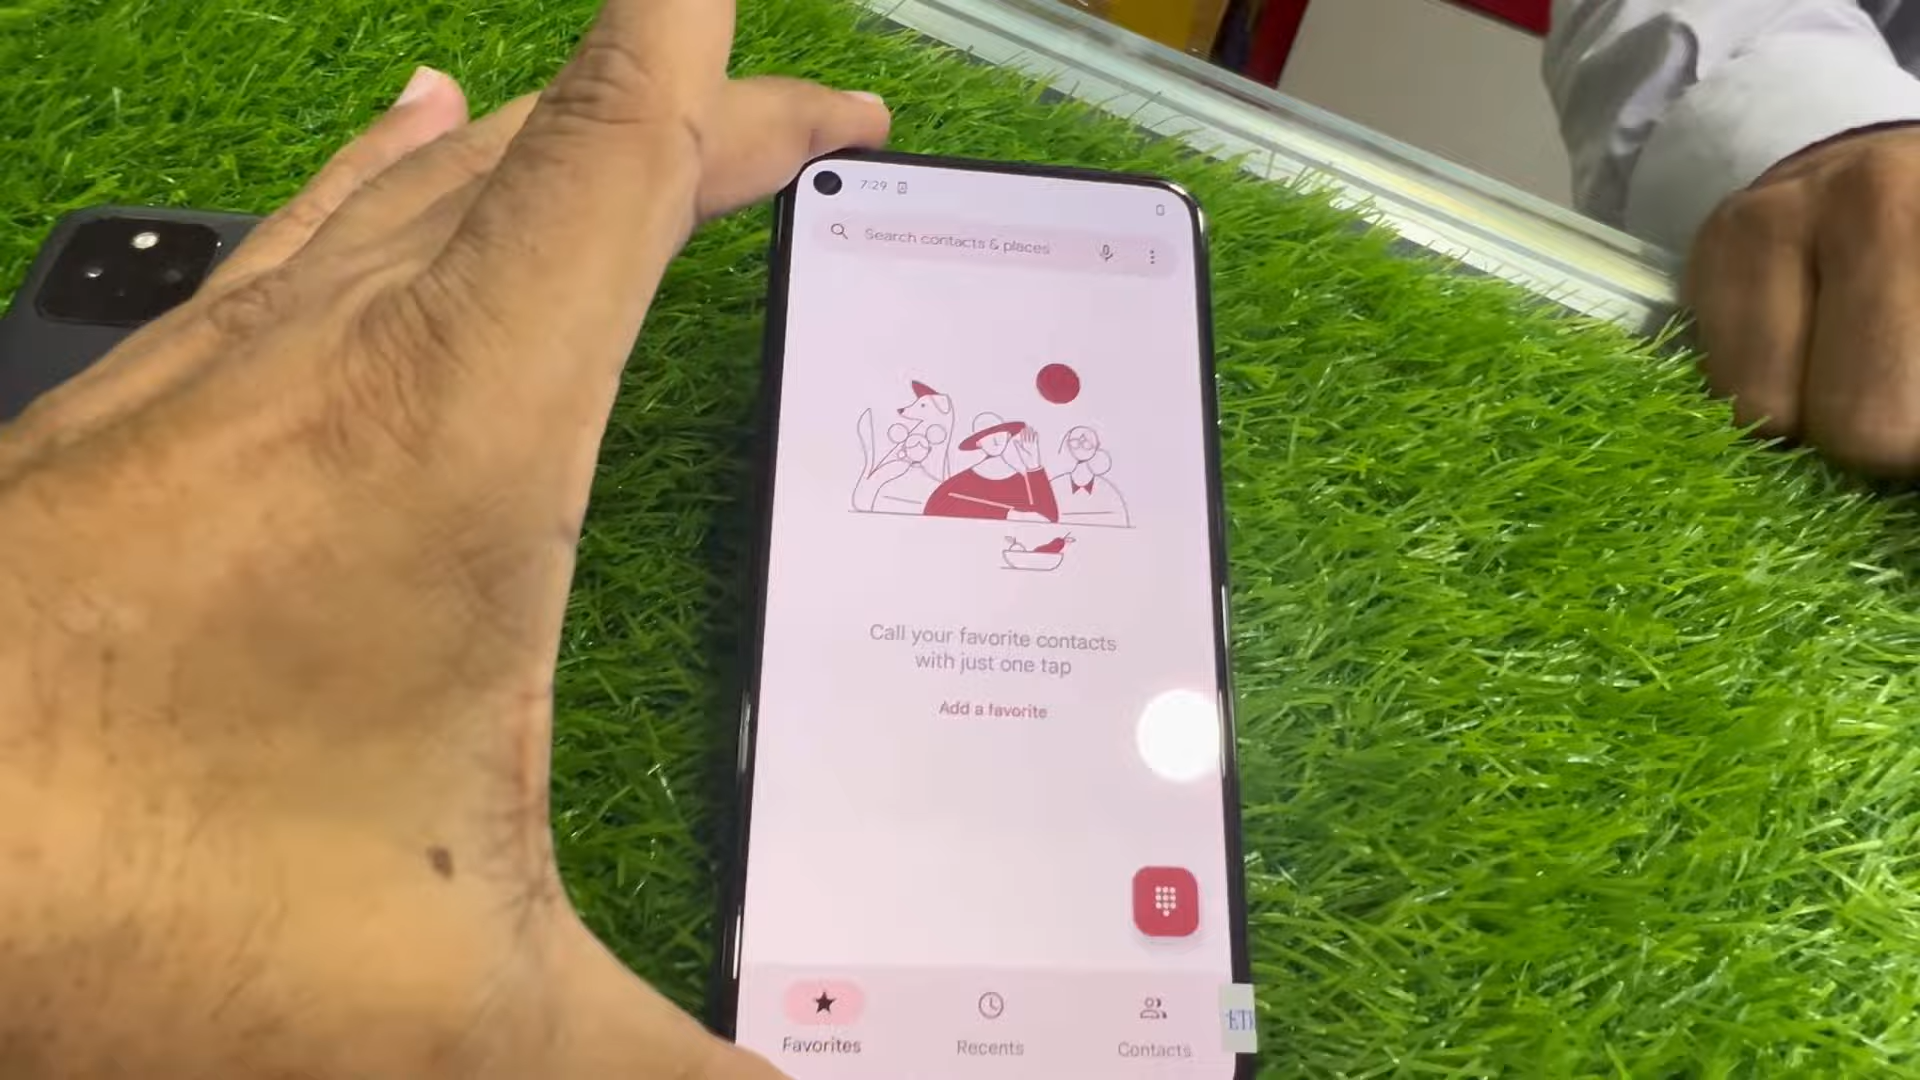 7:29
Search contacts & places
Call your favorite contacts
with just one tap
Add a favorite
Favorites
Recents
Contacts